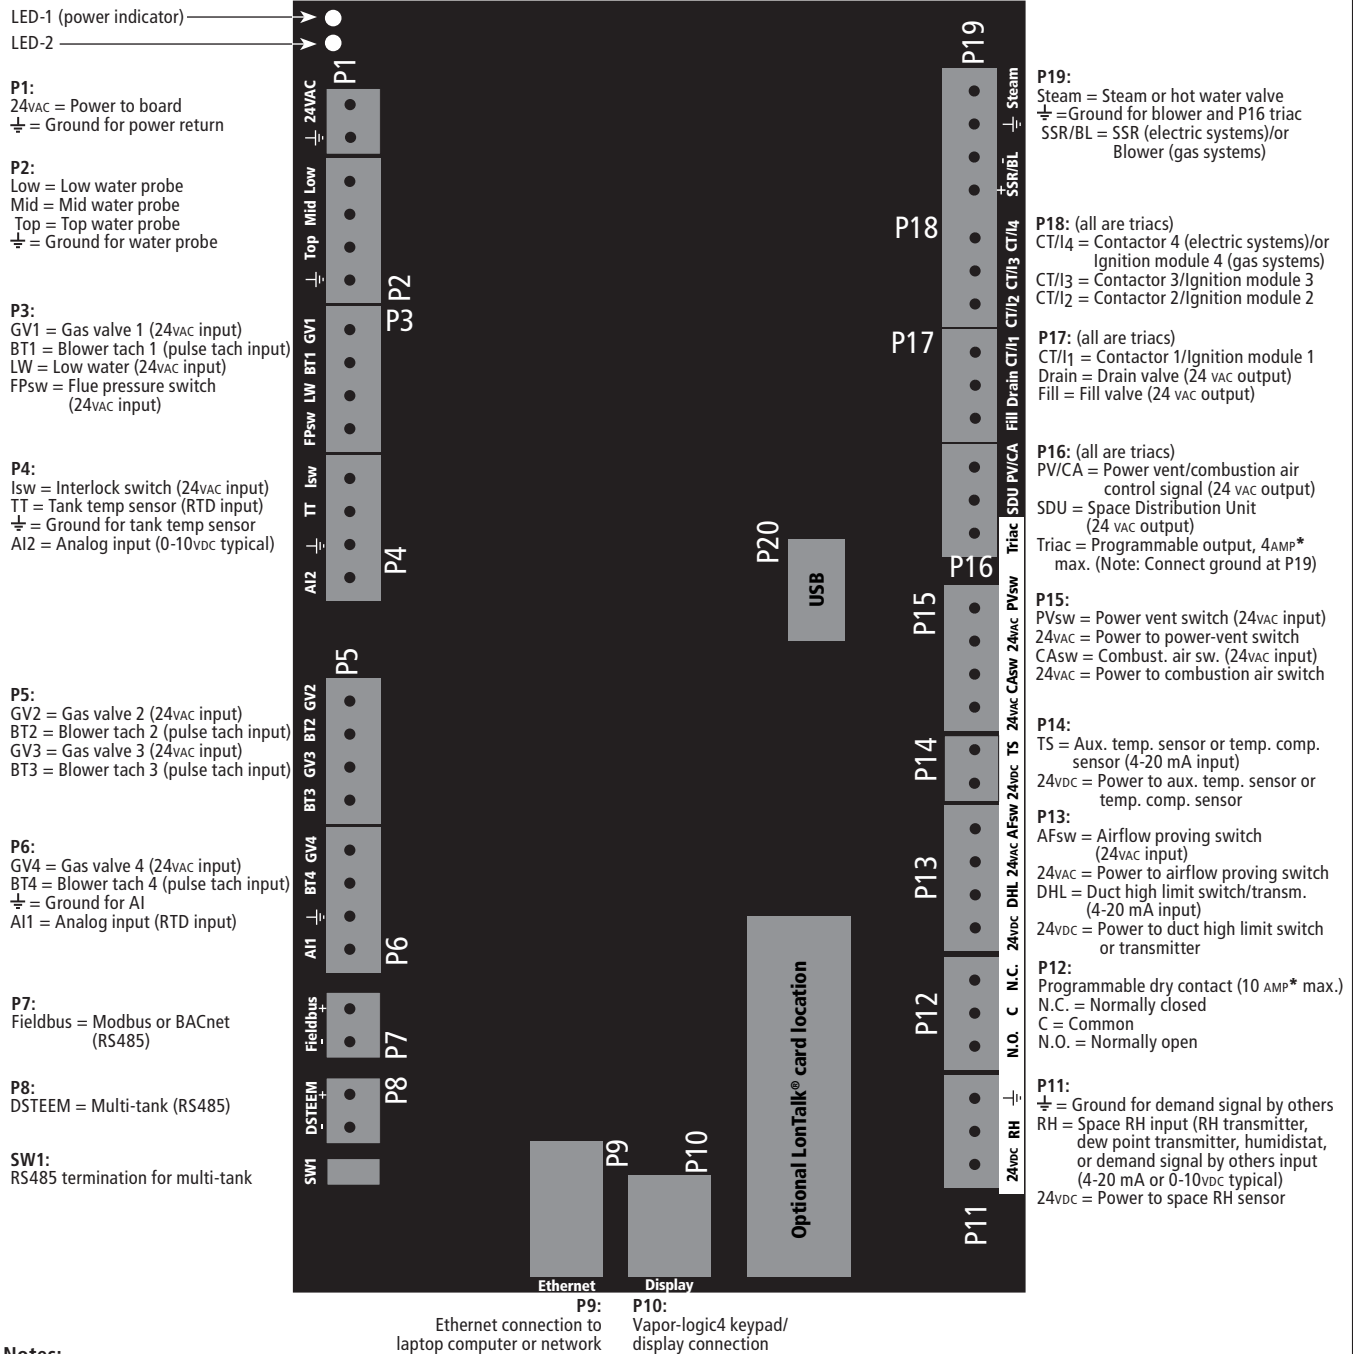 LED-1 (power indicator)
LED-2
P1:
24VAC = Power to board
⏚ = Ground for power return
P2:
Low = Low water probe
Mid = Mid water probe
Top = Top water probe
⏚ = Ground for water probe
P3:
GV1 = Gas valve 1 (24VAC input)
BT1 = Blower tach 1 (pulse tach input)
LW = Low water (24VAC input)
FPsw = Flue pressure switch
(24VAC input)
P4:
Isw = Interlock switch (24VAC input)
TT = Tank temp sensor (RTD input)
⏚ = Ground for tank temp sensor
AI2 = Analog input (0-10VDC typical)
P5:
GV2 = Gas valve 2 (24VAC input)
BT2 = Blower tach 2 (pulse tach input)
GV3 = Gas valve 3 (24VAC input)
BT3 = Blower tach 3 (pulse tach input)
P6:
GV4 = Gas valve 4 (24VAC input)
BT4 = Blower tach 4 (pulse tach input)
⏚ = Ground for AI
AI1 = Analog input (RTD input)
P7:
Fieldbus = Modbus or BACnet
(RS485)
P8:
DSTEEM = Multi-tank (RS485)
SW1:
RS485 termination for multi-tank
P1
⏚ 24VAC
⏚ Top Mid Low
P2
P3
FPsw LW BT1 GV1
AI2 ⏚ TT Isw
P4
P5
BT3 GV3 BT2 GV2
AI1 ⏚ BT4 GV4
P6
Fieldbus
- +
P7
DSTEEM
- +
P8
SW1
P9
Ethernet
P10
Display
P20
USB
Optional LonTalk® card location
P19
SSR/BL ⏚ Steam
+ -
P18
CT/I2 CT/I3 CT/I4
P17
Fill Drain CT/I1
Triac SDU PV/CA
P16
P15
24VAC CAsw 24VAC PVsw
P14
24VDC TS
P13
24VDC DHL 24VAC AFsw
P12
N.O. C N.C.
24VDC RH ⏚
P11
P19:
Steam = Steam or hot water valve
⏚ =Ground for blower and P16 triac
SSR/BL = SSR (electric systems)/or
Blower (gas systems)
P18: (all are triacs)
CT/I4 = Contactor 4 (electric systems)/or
Ignition module 4 (gas systems)
CT/I3 = Contactor 3/Ignition module 3
CT/I2 = Contactor 2/Ignition module 2
P17: (all are triacs)
CT/I1 = Contactor 1/Ignition module 1
Drain = Drain valve (24 VAC output)
Fill = Fill valve (24 VAC output)
P16: (all are triacs)
PV/CA = Power vent/combustion air
control signal (24 VAC output)
SDU = Space Distribution Unit
(24 VAC output)
Triac = Programmable output, 4AMP*
max. (Note: Connect ground at P19)
P15:
PVsw = Power vent switch (24VAC input)
24VAC = Power to power-vent switch
CAsw = Combust. air sw. (24VAC input)
24VAC = Power to combustion air switch
P14:
TS = Aux. temp. sensor or temp. comp.
sensor (4-20 mA input)
24VDC = Power to aux. temp. sensor or
temp. comp. sensor
P13:
AFsw = Airflow proving switch
(24VAC input)
24VAC = Power to airflow proving switch
DHL = Duct high limit switch/transm.
(4-20 mA input)
24VDC = Power to duct high limit switch
or transmitter
P12:
Programmable dry contact (10 AMP* max.)
N.C. = Normally closed
C = Common
N.O. = Normally open
P11:
⏚ = Ground for demand signal by others
RH = Space RH input (RH transmitter,
dew point transmitter, humidistat,
or demand signal by others input
(4-20 mA or 0-10VDC typical)
24VDC = Power to space RH sensor
P9:
Ethernet connection to
laptop computer or network
P10:
Vapor-logic4 keypad/
display connection
Notes: